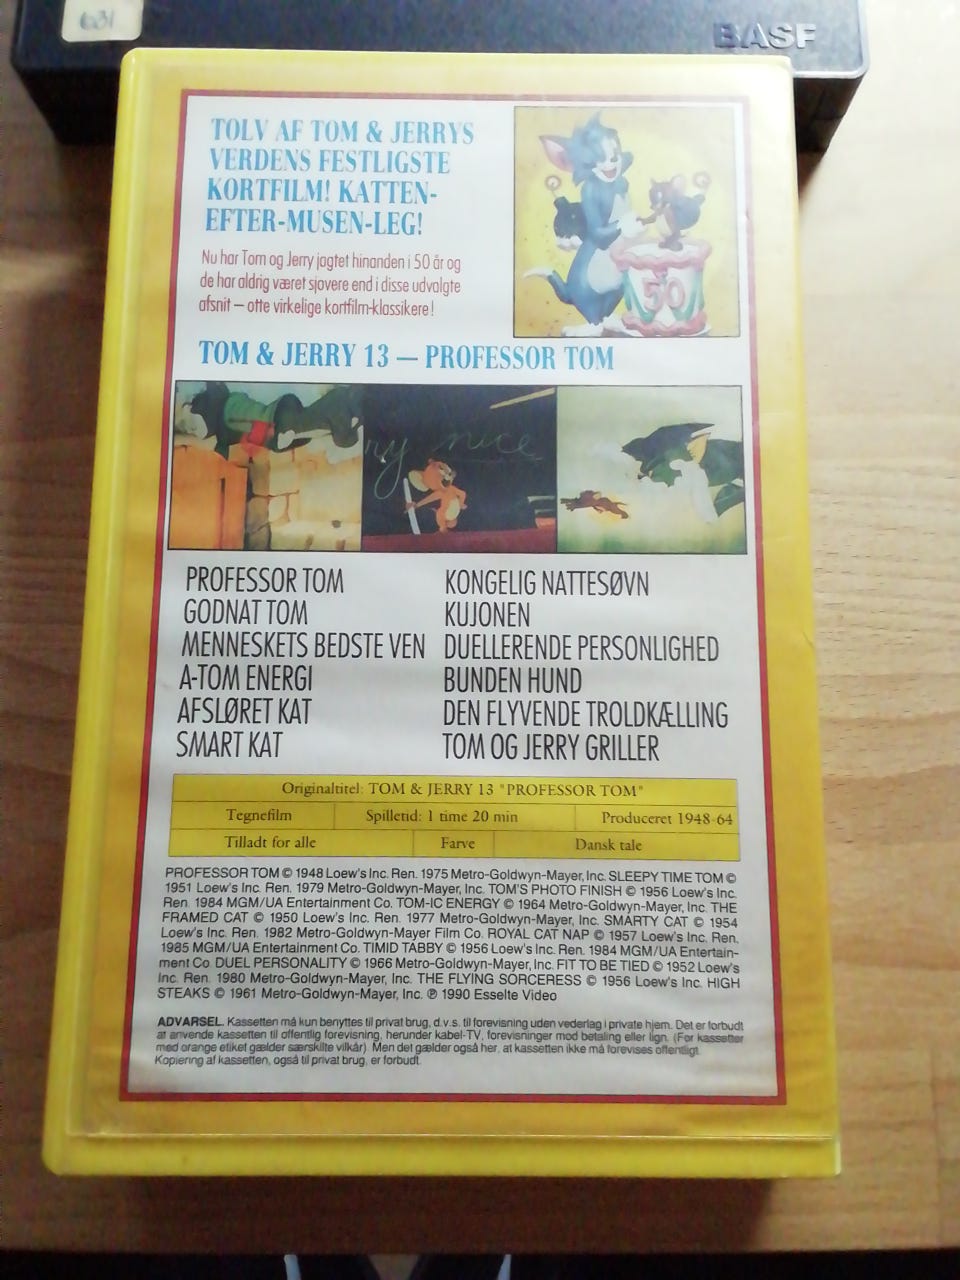 631
BASF
TOLV AF TOM & JERRYS
VERDENS FESTLIGSTE
KORTFILM! KATTEN-
EFTER-MUSEN-LEG!
Nu har Tom og Jerry jagtet hinanden i 50 år og
de har aldrig været sjovere end i disse udvalgte
afsnit – otte virkelige kortfilm-klassikere!
50
TOM & JERRY 13 — PROFESSOR TOM
ry nice
PROFESSOR TOM
GODNAT TOM
MENNESKETS BEDSTE VEN
A-TOM ENERGI
AFSLØRET KAT
SMART KAT
KONGELIG NATTESØVN
KUJONEN
DUELLERENDE PERSONLIGHED
BUNDEN HUND
DEN FLYVENDE TROLDKÆLLING
TOM OG JERRY GRILLER
Originaltitel: TOM & JERRY 13 "PROFESSOR TOM"
Tegnefilm Spilletid: 1 time 20 min Produceret 1948-64
Tilladt for alle Farve Dansk tale
PROFESSOR TOM © 1948 Loew's Inc. Ren. 1975 Metro-Goldwyn-Mayer, Inc. SLEEPY TIME TOM ©
1951 Loew's Inc. Ren. 1979 Metro-Goldwyn-Mayer, Inc. TOM'S PHOTO FINISH © 1956 Loew's Inc.
Ren. 1984 MGM/UA Entertainment Co. TOM-IC ENERGY © 1964 Metro-Goldwyn-Mayer, Inc. THE
FRAMED CAT © 1950 Loew's Inc. Ren. 1977 Metro-Goldwyn-Mayer, Inc. SMARTY CAT © 1954
Loew's Inc. Ren. 1982 Metro-Goldwyn-Mayer Film Co. ROYAL CAT NAP © 1957 Loew's Inc. Ren.
1985 MGM/UA Entertainment Co. TIMID TABBY © 1956 Loew's Inc. Ren. 1984 MGM/UA Entertain-
ment Co. DUEL PERSONALITY © 1966 Metro-Goldwyn-Mayer, Inc. FIT TO BE TIED © 1952 Loew's
Inc. Ren. 1980 Metro-Goldwyn-Mayer, Inc. THE FLYING SORCERESS © 1956 Loew's Inc. HIGH
STEAKS © 1961 Metro-Goldwyn-Mayer, Inc. ℗ 1990 Esselte Video
ADVARSEL. Kassetten må kun benyttes til privat brug, d.v.s. til forevisning uden vederlag i private hjem. Det er forbudt
at anvende kassetten til offentlig forevisning, herunder kabel-TV, forevisninger mod betaling eller lign. (For kassetter
med orange etiket gælder særskilte vilkår). Men det gælder også her, at kassetten ikke må forevises offentligt.
Kopiering af kassetten, også til privat brug, er forbudt.